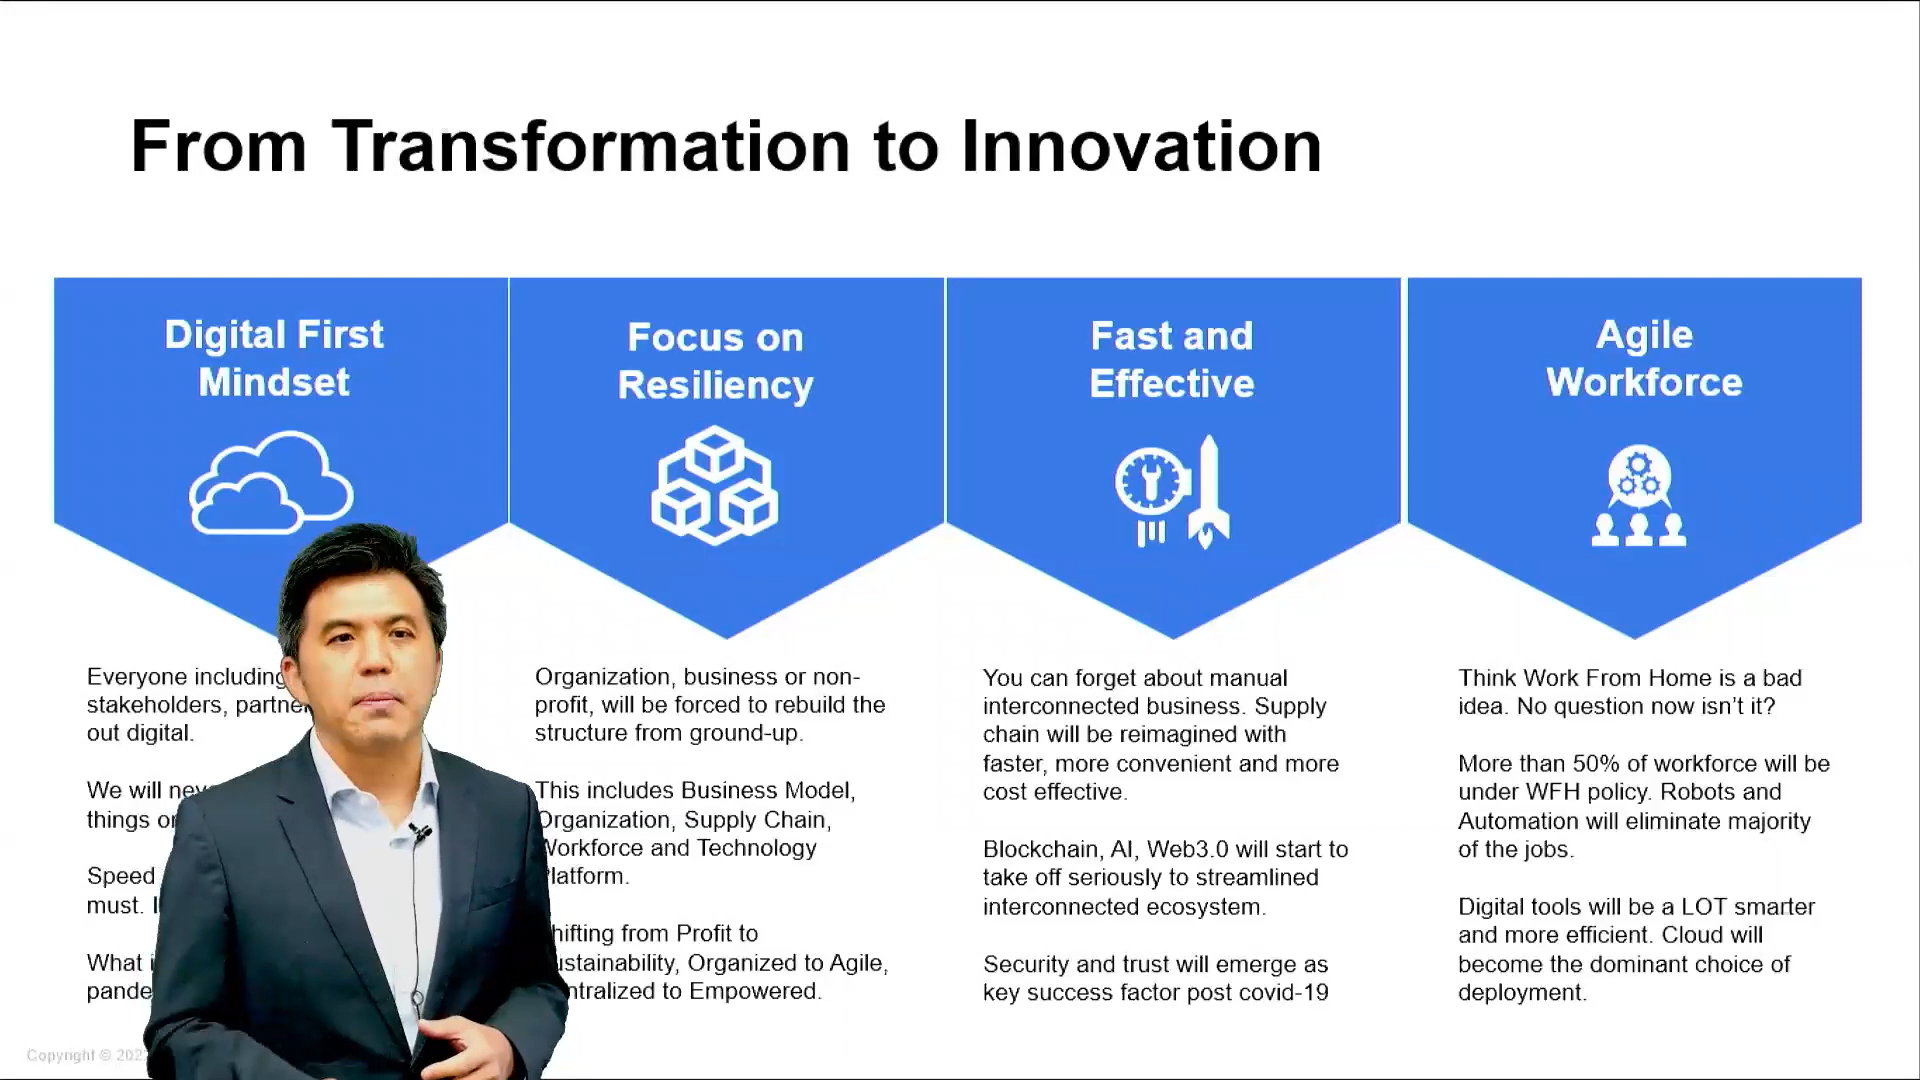 From Transformation to Innovation
Digital First
Mindset
Everyone including
stakeholders,
out digital.
We will
things
Speed
must.
What
Focus on
Resiliency
Organization, business or non-
profit, will be forced to rebuild the
structure from ground-up.
This includes Business Model,
Organization, Supply Chain,
Workforce and Technology
Platform.
Shifting from Profit to
Sustainability, Organized to Agile,
to Empowered.
Fast and
Effective
You can forget about manual
interconnected business. Supply
chain will be reimagined with
faster, more convenient and more
cost effective.
Blockchain, AI, Web3.0 will start to
take off seriously to streamlined
interconnected ecosystem.
Security and trust will emerge as
key success factor post covid-19
Agile
Workforce
Think Work From Home is a bad
idea. No question now isn't it?
More than 50% of workforce will be
under WFH policy. Robots and
Automation will eliminate majority
of the jobs.
Digital tools will be a LOT smarter
and more efficient. Cloud will
become the dominant choice of
deployment.
Copyright ©